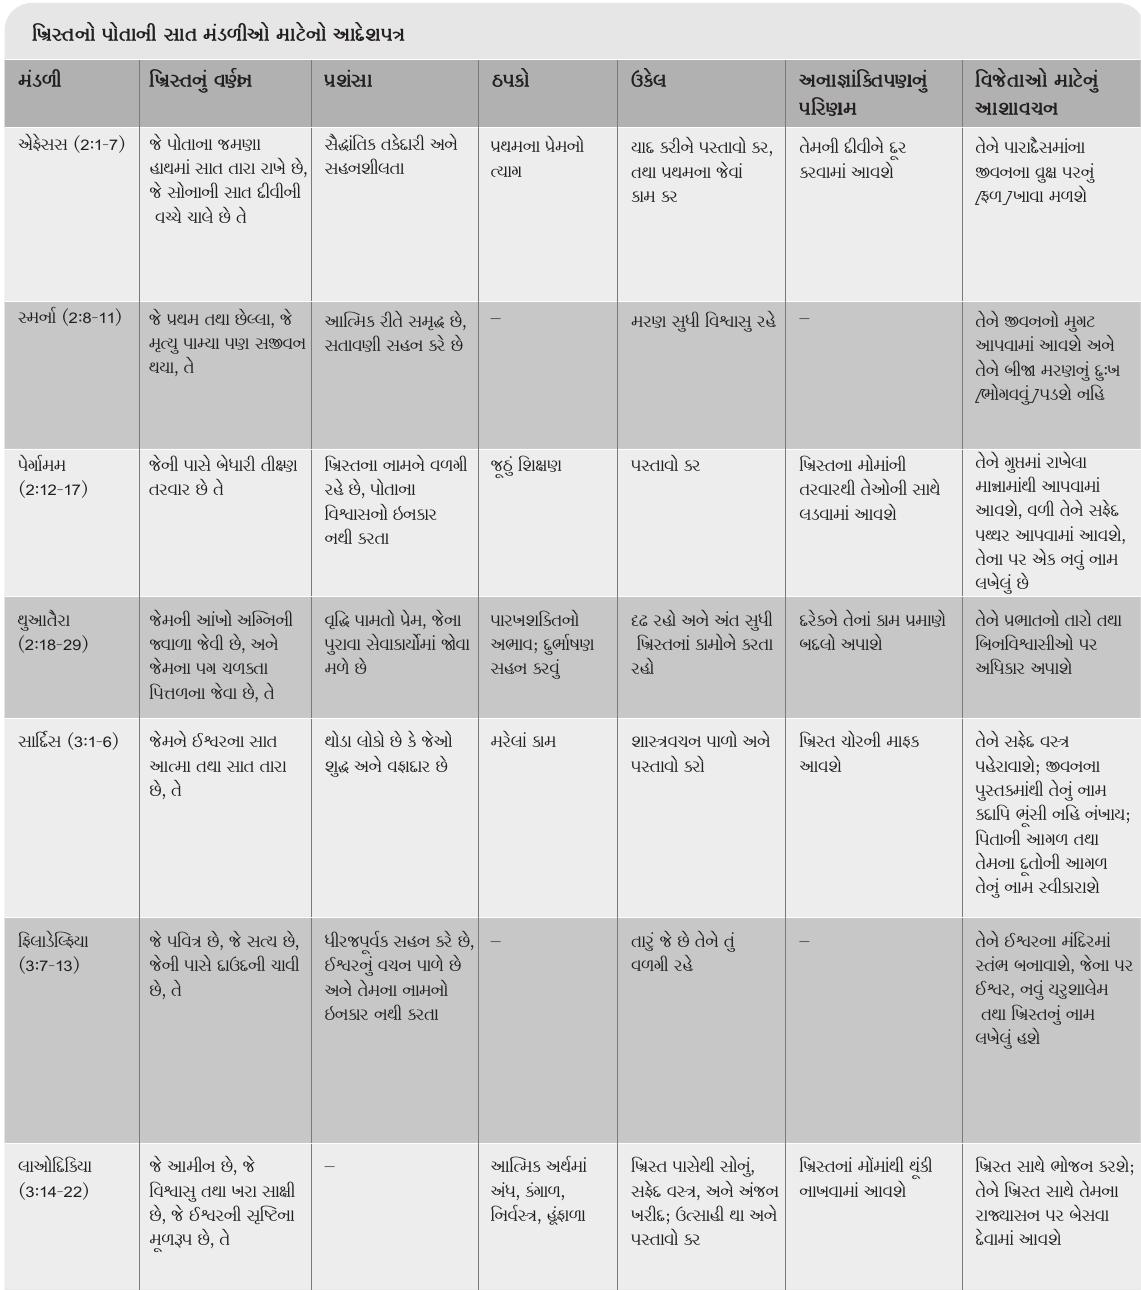 ખ્રિસ્તનો પોતાની સાત મંડળીઓ માટેનો આદેશપત્ર
મંડળી
ખ્રિસ્તનું વર્ણન
પ્રશંસા
ઠપકો
ઉકેલ
અનાજ્ઞાંકિતપણાનું
પરિણામ
વિજેતાઓ માટેનું
આશાવચન
એફેસસ (2:1-7)
જે પોતાના જમણા
હાથમાં સાત તારા રાખે છે,
જે સોનાની સાત દીવીની
વચ્ચે ચાલે છે તે
સૈદ્ધાંતિક તકેદારી અને
સહનશીલતા
પ્રથમના પ્રેમનો
ત્યાગ
યાદ કરીને પસ્તાવો કર,
તથા પ્રથમના જેવાં
કામ કર
તેમની દીવીને દૂર
કરવામાં આવશે
તેને પારાદૈસમાંના
જીવનના વૃક્ષ પરનું
[ફળ] ખાવા મળશે
સ્મર્ના (2:8-11)
જે પ્રથમ તથા છેલ્લા, જે
મૃત્યુ પામ્યા પણ સજીવન
થયા, તે
આત્મિક રીતે સમૃદ્ધ છે,
સતાવણી સહન કરે છે
–
મરણ સુધી વિશ્વાસુ રહે
–
તેને જીવનનો મુગટ
આપવામાં આવશે અને
તેને બીજા મરણનું દુઃખ
[ભોગવવું] પડશે નહિ
પેર્ગામમ
(2:12-17)
જેની પાસે બેધારી તીક્ષ્ણ
તરવાર છે તે
ખ્રિસ્તના નામને વળગી
રહે છે, પોતાના
વિશ્વાસનો ઇનકાર
નથી કરતા
જૂઠું શિક્ષણ
પસ્તાવો કર
ખ્રિસ્તના મોમાંની
તરવારથી તેઓની સાથે
લડવામાં આવશે
તેને ગુપ્તમાં રાખેલા
માન્નામાંથી આપવામાં
આવશે, વળી તેને સફેદ
પથ્થર આપવામાં આવશે,
તેના પર એક નવું નામ
લખેલું છે
થુઆતૈરા
(2:18-29)
જેમની આંખો અગ્નિની
જ્વાળા જેવી છે, અને
જેમના પગ ચળકતા
પિત્તળના જેવા છે, તે
વૃદ્ધિ પામતો પ્રેમ, જેના
પુરાવા સેવાકાર્યોમાં જોવા
મળે છે
પારખશક્તિનો
અભાવ; દુર્ભાષણ
સહન કરવું
દૃઢ રહો અને અંત સુધી
ખ્રિસ્તનાં કામોને કરતા
રહો
દરેકને તેનાં કામ પ્રમાણે
બદલો અપાશે
તેને પ્રભાતનો તારો તથા
બિનવિશ્વાસીઓ પર
અધિકાર અપાશે
સાર્દિસ (3:1-6)
જેમને ઈશ્વરના સાત
આત્મા તથા સાત તારા
છે, તે
થોડા લોકો છે કે જેઓ
શુદ્ધ અને વફાદાર છે
મરેલાં કામ
શાસ્ત્રવચન પાળો અને
પસ્તાવો કરો
ખ્રિસ્ત ચોરની માફક
આવશે
તેને સફેદ વસ્ત્ર
પહેરાવાશે; જીવનના
પુસ્તકમાંથી તેનું નામ
કદાપિ ભૂંસી નહિ નંખાય;
પિતાની આગળ તથા
તેમના દૂતોની આગળ
તેનું નામ સ્વીકારાશે
ફિલાડેલ્ફિયા
(3:7-13)
જે પવિત્ર છે, જે સત્ય છે,
જેની પાસે દાઉદની ચાવી
છે, તે
ધીરજપૂર્વક સહન કરે છે,
ઈશ્વરનું વચન પાળે છે
અને તેમના નામનો
ઇનકાર નથી કરતા
–
તારું જે છે તેને તું
વળગી રહે
–
તેને ઈશ્વરના મંદિરમાં
સ્તંભ બનાવાશે, જેના પર
ઈશ્વર, નવું યરુશાલેમ
તથા ખ્રિસ્તનું નામ
લખેલું હશે
લાઓદિકિયા
(3:14-22)
જે આમીન છે, જે
વિશ્વાસુ તથા ખરા સાક્ષી
છે, જે ઈશ્વરની સૃષ્ટિના
મૂળરૂપ છે, તે
–
આત્મિક અર્થમાં
અંધ, કંગાળ,
નિર્વસ્ત્ર, હૂંફાળા
ખ્રિસ્ત પાસેથી સોનું,
સફેદ વસ્ત્ર, અને અંજન
ખરીદ; ઉત્સાહી થા અને
પસ્તાવો કર
ખ્રિસ્તનાં મોંમાંથી થૂંકી
નાખવામાં આવશે
ખ્રિસ્ત સાથે ભોજન કરશે;
તેને ખ્રિસ્ત સાથે તેમના
રાજ્યાસન પર બેસવા
દેવામાં આવશે